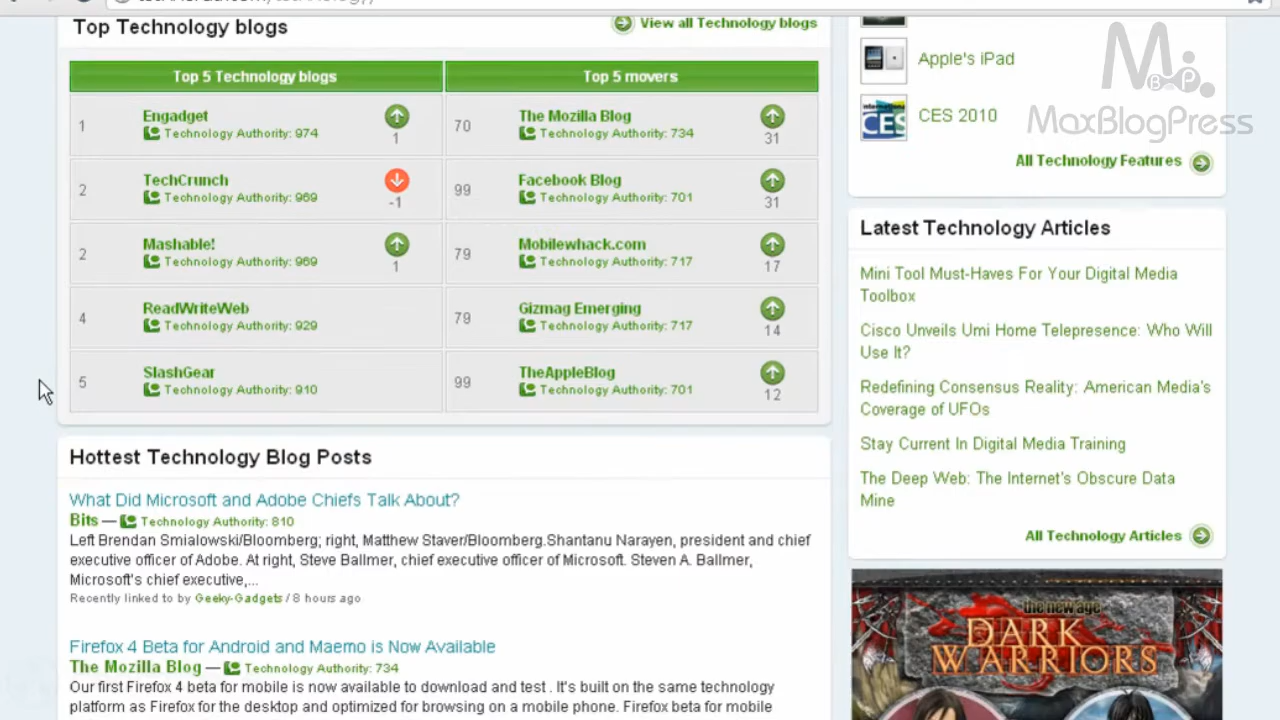 Top Technology blogs
View all Technology blogs
Top 5 Technology blogs
Top 5 movers
1
Engadget
Technology Authority: 974
1
70
The Mozilla Blog
Technology Authority: 734
31
2
TechCrunch
Technology Authority: 969
-1
99
Facebook Blog
Technology Authority: 701
31
2
Mashable!
Technology Authority: 969
1
79
Mobilewhack.com
Technology Authority: 717
17
4
ReadWriteWeb
Technology Authority: 929
79
Gizmag Emerging
Technology Authority: 717
14
5
SlashGear
Technology Authority: 910
99
TheAppleBlog
Technology Authority: 701
12
Hottest Technology Blog Posts
What Did Microsoft and Adobe Chiefs Talk About?
Bits — Technology Authority: 810
Left Brendan Smialowski/Bloomberg; right, Matthew Staver/Bloomberg.Shantanu Narayen, president and chief
executive officer of Adobe. At right, Steve Ballmer, chief executive officer of Microsoft. Steven A. Ballmer,
Microsoft's chief executive,...
Recently linked to by Geeky-Gadgets / 8 hours ago
Firefox 4 Beta for Android and Maemo is Now Available
The Mozilla Blog — Technology Authority: 734
Our first Firefox 4 beta for mobile is now available to download and test . It's built on the same technology
platform as Firefox for the desktop and optimized for browsing on a mobile phone. Firefox beta for mobile
Apple's iPad
International
CES
CES 2010
All Technology Features
MaxBlogPress
Latest Technology Articles
Mini Tool Must-Haves For Your Digital Media
Toolbox
Cisco Unveils Umi Home Telepresence: Who Will
Use It?
Redefining Consensus Reality: American Media's
Coverage of UFOs
Stay Current In Digital Media Training
The Deep Web: The Internet's Obscure Data
Mine
All Technology Articles
the new age
DARK
WARRIORS